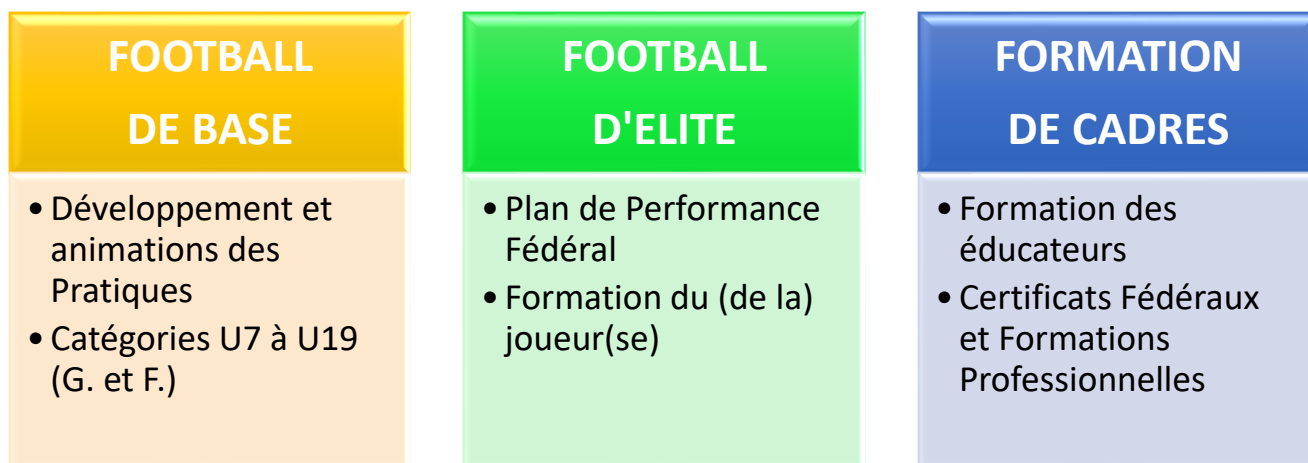 FOOTBALL
DE BASE
• Développement et
animations des
Pratiques
• Catégories U7 à U19
(G. et F.)
FOOTBALL
D'ELITE
• Plan de Performance
Fédéral
• Formation du (de la)
joueur(se)
FORMATION
DE CADRES
• Formation des
éducateurs
• Certificats Fédéraux
et Formations
Professionnelles